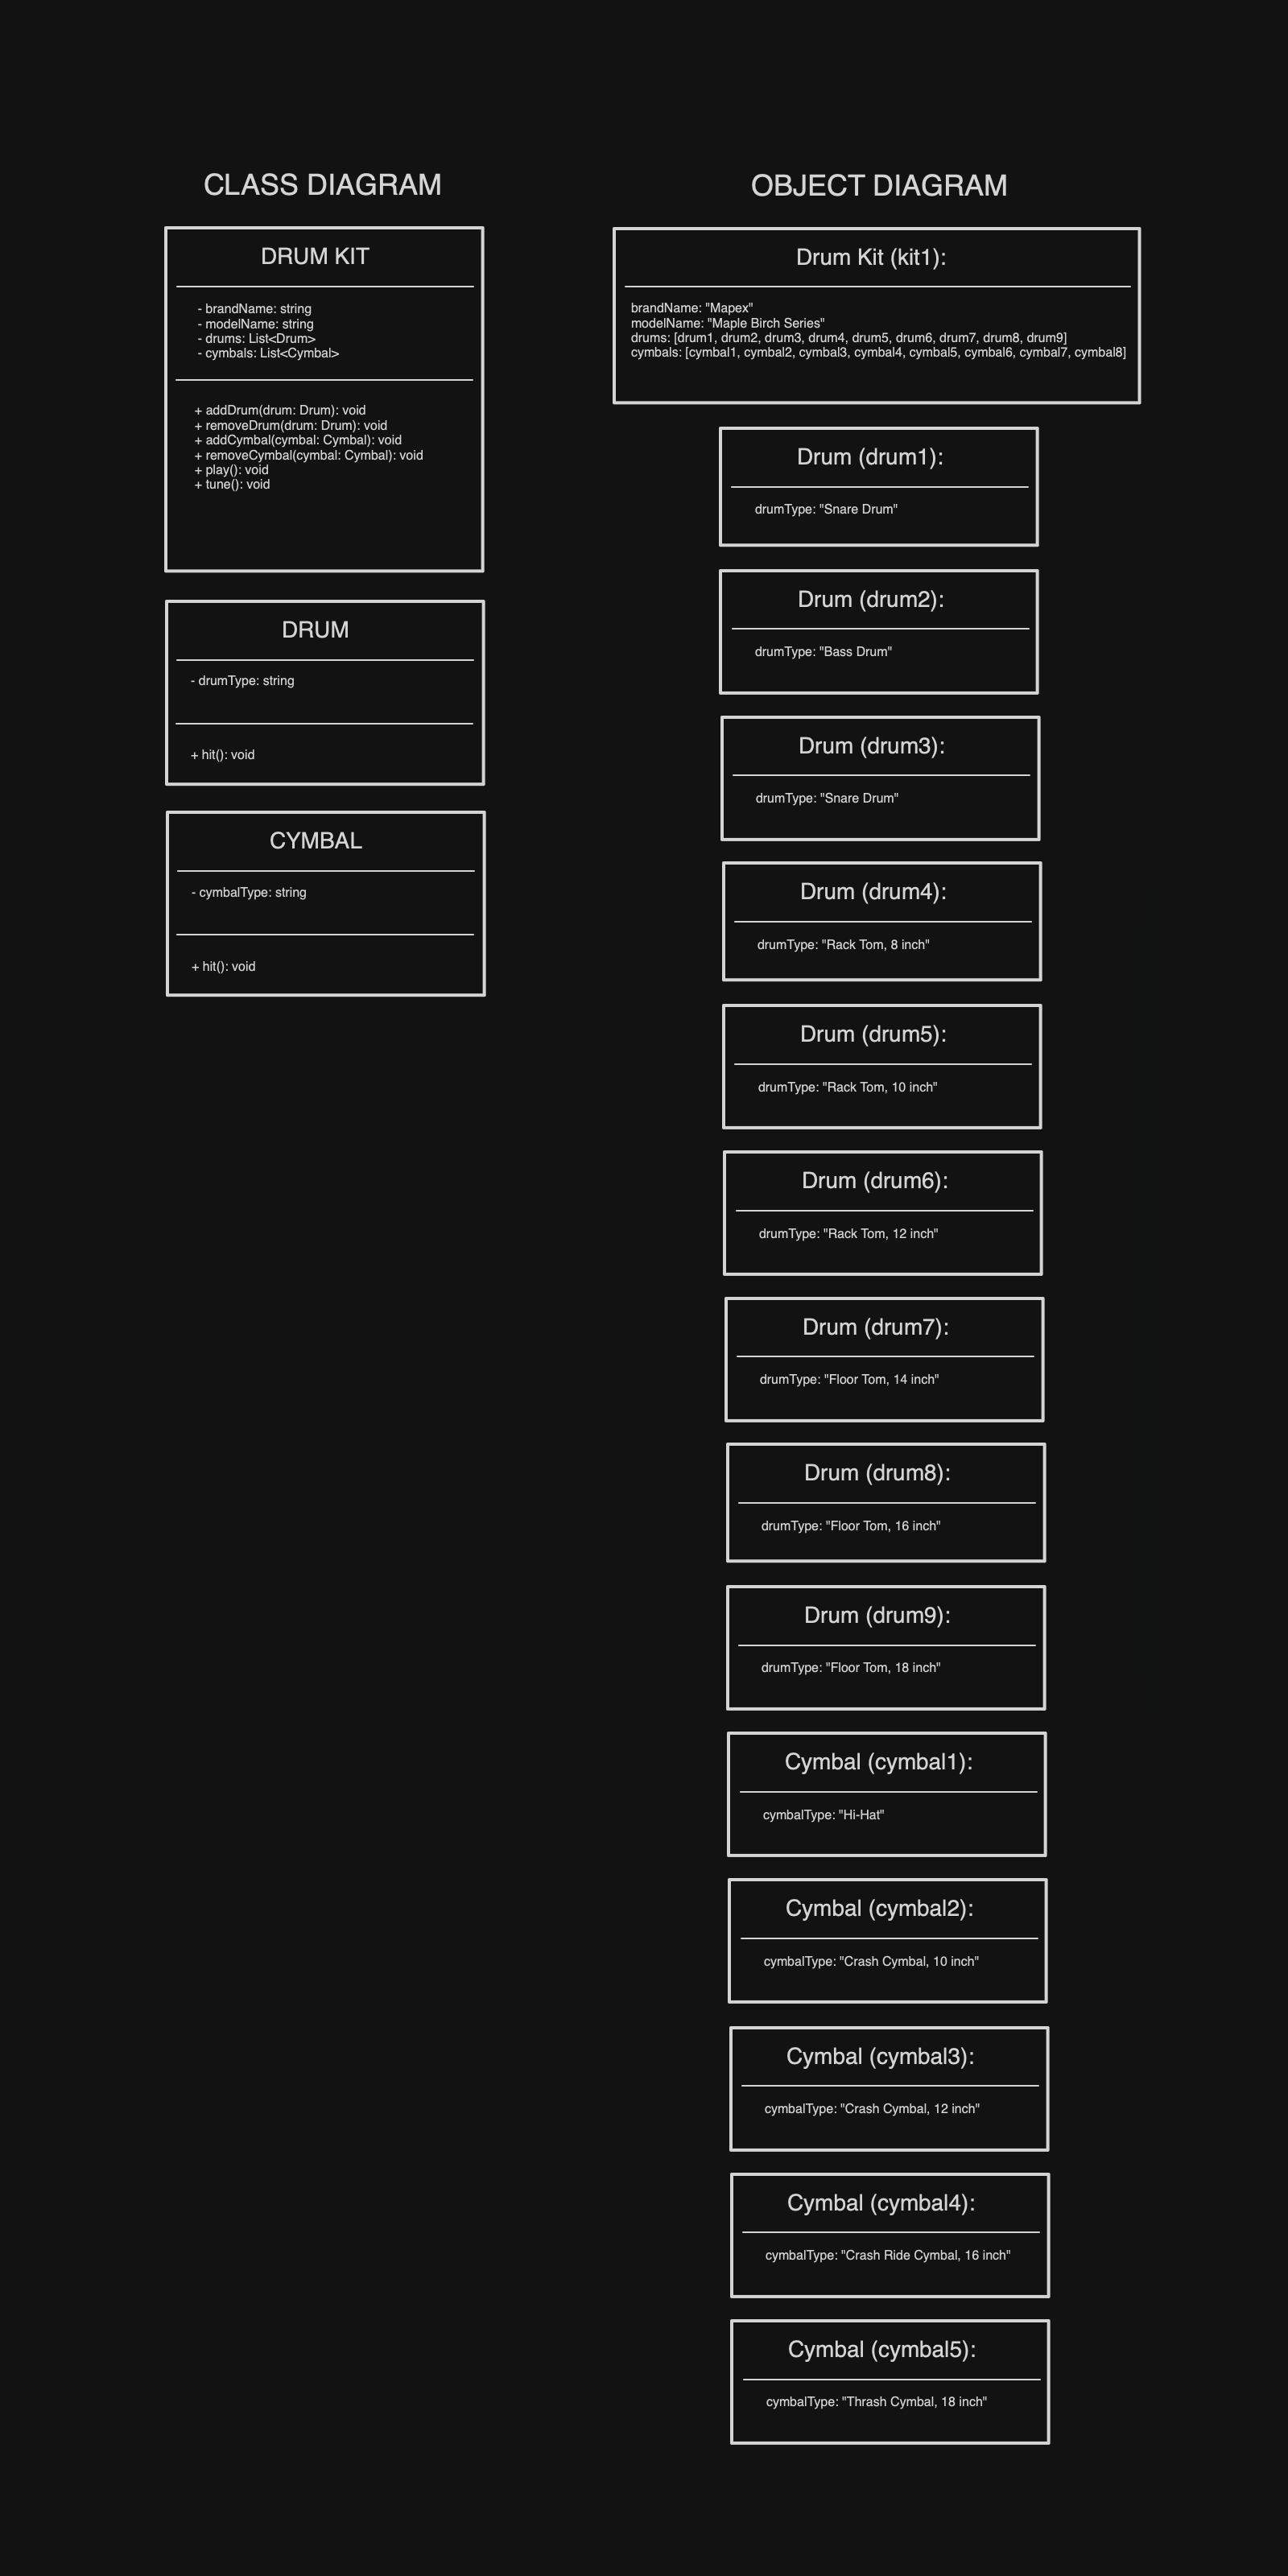 CLASS DIAGRAM
DRUM KIT
- brandName: string
- modelName: string
- drums: List<Drum>
- cymbals: List<Cymbal>
+ addDrum(drum: Drum): void
+ removeDrum(drum: Drum): void
+ addCymbal(cymbal: Cymbal): void
+ removeCymbal(cymbal: Cymbal): void
+ play(): void
+ tune(): void
DRUM
- drumType: string
+ hit(): void
CYMBAL
- cymbalType: string
+ hit(): void
OBJECT DIAGRAM
Drum Kit (kit1):
brandName: "Mapex"
modelName: "Maple Birch Series"
drums: [drum1, drum2, drum3, drum4, drum5, drum6, drum7, drum8, drum9]
cymbals: [cymbal1, cymbal2, cymbal3, cymbal4, cymbal5, cymbal6, cymbal7, cymbal8]
Drum (drum1):
drumType: "Snare Drum"
Drum (drum2):
drumType: "Bass Drum"
Drum (drum3):
drumType: "Snare Drum"
Drum (drum4):
drumType: "Rack Tom, 8 inch"
Drum (drum5):
drumType: "Rack Tom, 10 inch"
Drum (drum6):
drumType: "Rack Tom, 12 inch"
Drum (drum7):
drumType: "Floor Tom, 14 inch"
Drum (drum8):
drumType: "Floor Tom, 16 inch"
Drum (drum9):
drumType: "Floor Tom, 18 inch"
Cymbal (cymbal1):
cymbalType: "Hi-Hat"
Cymbal (cymbal2):
cymbalType: "Crash Cymbal, 10 inch"
Cymbal (cymbal3):
cymbalType: "Crash Cymbal, 12 inch"
Cymbal (cymbal4):
cymbalType: "Crash Ride Cymbal, 16 inch"
Cymbal (cymbal5):
cymbalType: "Thrash Cymbal, 18 inch"